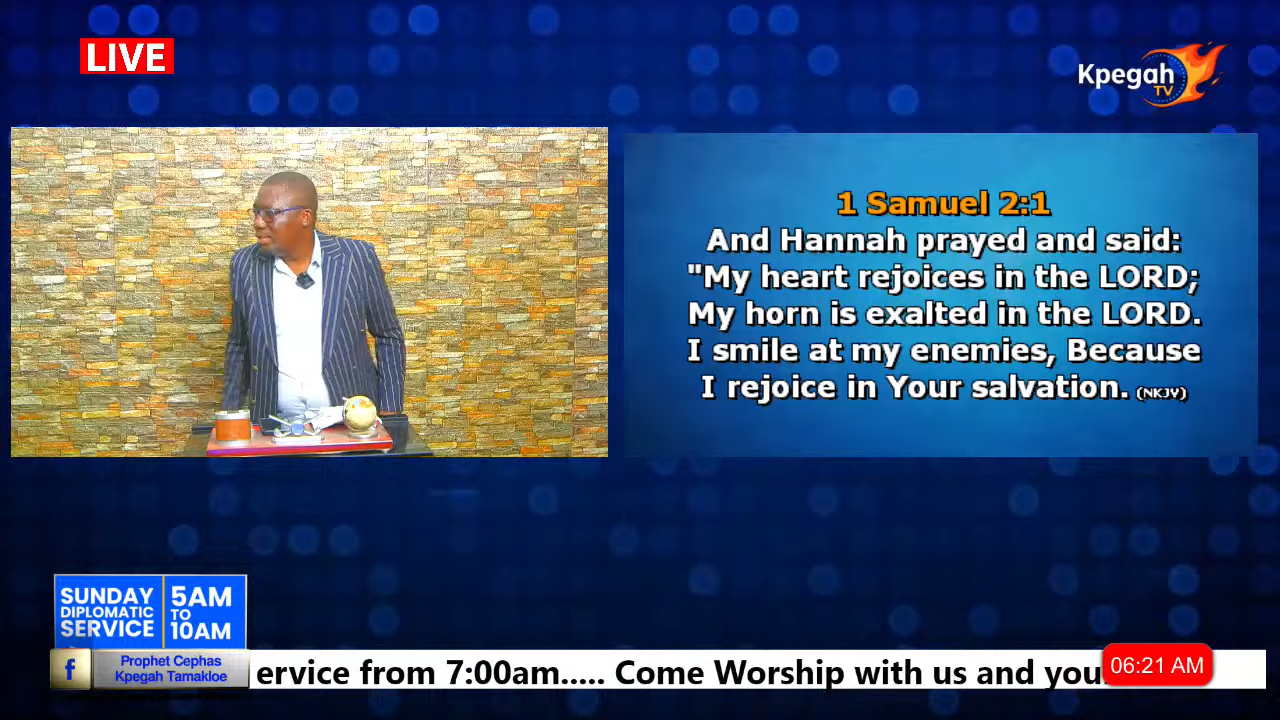 LIVE
Kpegah
TV
1 Samuel 2:1
And Hannah prayed and said:
"My heart rejoices in the LORD;
My horn is exalted in the LORD.
I smile at my enemies, Because
I rejoice in Your salvation. (NKJV)
SUNDAY
DIPLOMATIC
SERVICE
5AM
TO
10AM
f
Prophet Cephas
Kpegah Tamakloe
ervice from 7:00am..... Come Worship with us and you
06:21 AM